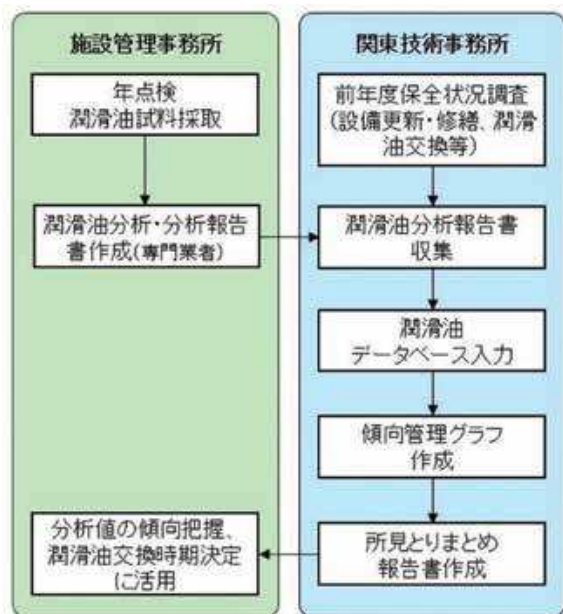 施設管理事務所
年点検
潤滑油試料採取
潤滑油分析・分析報告
書作成(専門業者)
分析値の傾向把握、
潤滑油交換時期決定
に活用
関東技術事務所
前年度保全状況調査
(設備更新・修繕、潤滑
油交換等)
潤滑油分析報告書
収集
潤滑油
データベース入力
傾向管理グラフ
作成
所見とりまとめ
報告書作成